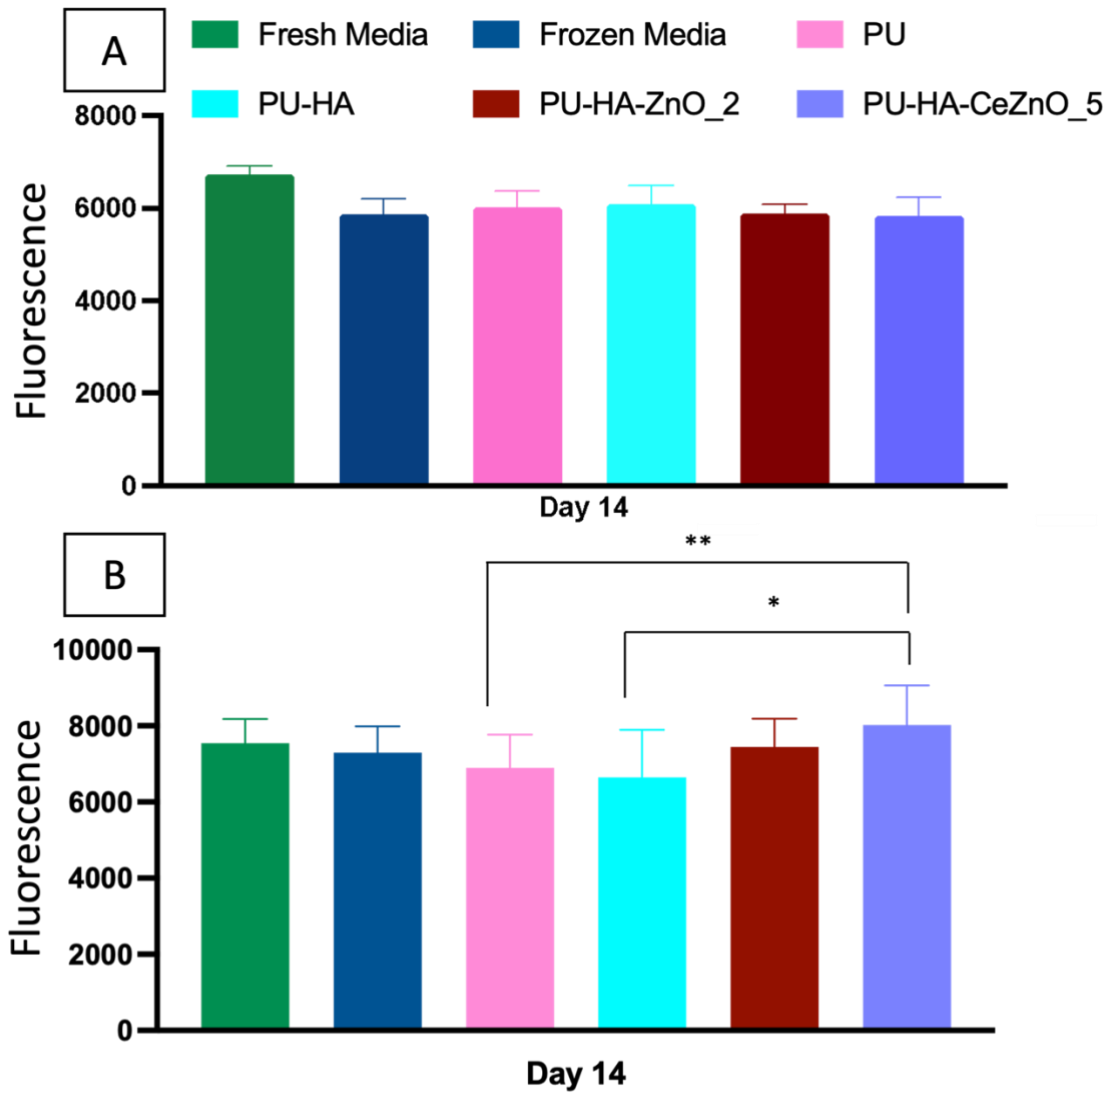 A
Fresh Media Frozen Media PU
PU-HA PU-HA-ZnO_2 PU-HA-CeZnO_5
8000
6000
4000
2000
0
Fluorescence
Day 14
B
**
*
10000
8000
6000
4000
2000
0
Fluorescence
Day 14